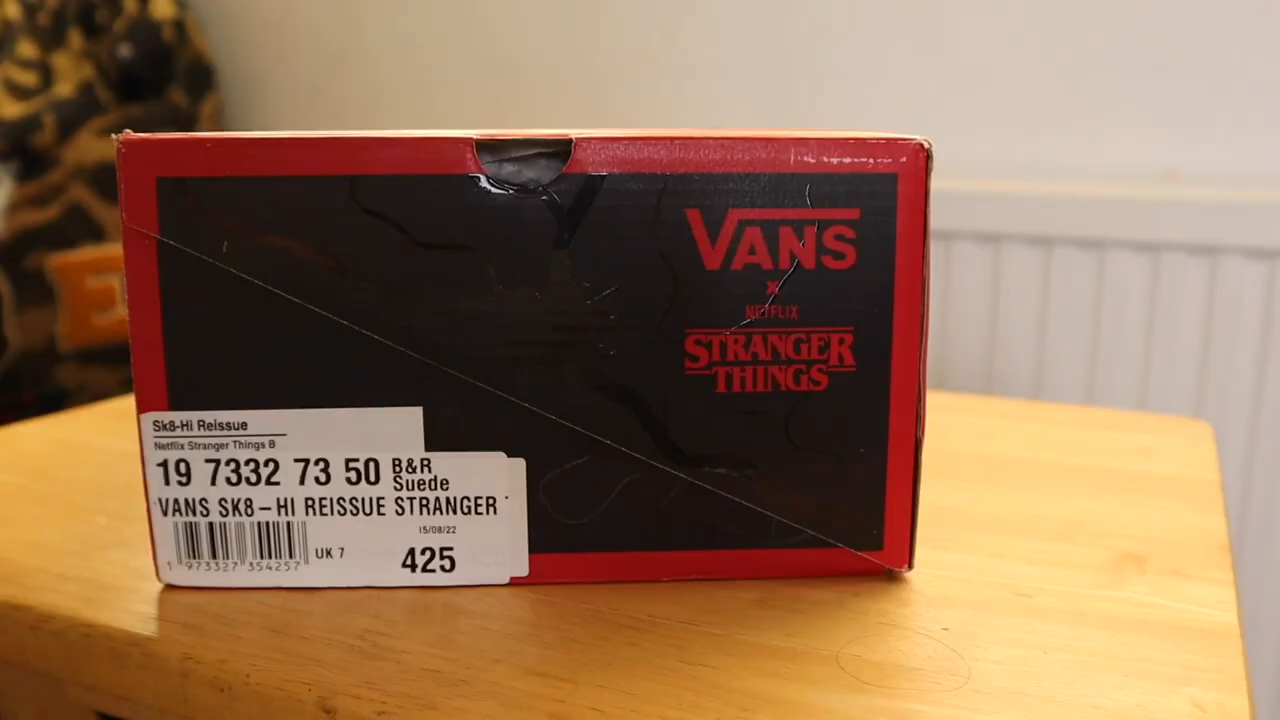 VANS
X
NETFLIX
STRANGER
THINGS
Sk8-Hi Reissue
Netflix Stranger Things B
19 7332 73 50 B&R
Suede
VANS SK8-HI REISSUE STRANGER
15/08/22
UK 7 425
1 973327 354257
E